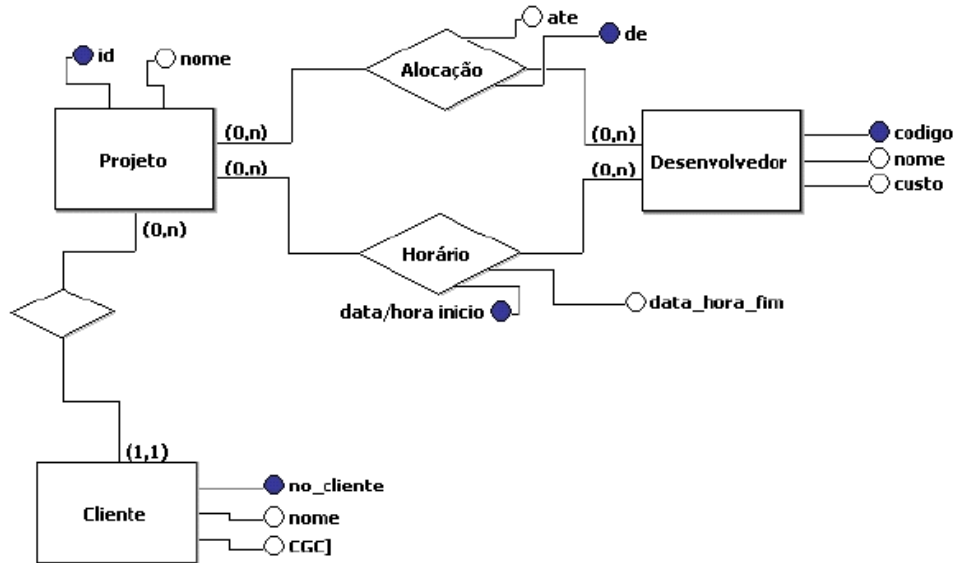 ate
de
id
nome
Alocação
(0,n)
(0,n)
codigo
Projeto
Desenvolvedor
nome
(0,n)
(0,n)
custo
(0,n)
Horário
data/hora inicio
data_hora_fim
(1,1)
no_cliente
Cliente
nome
CGC]